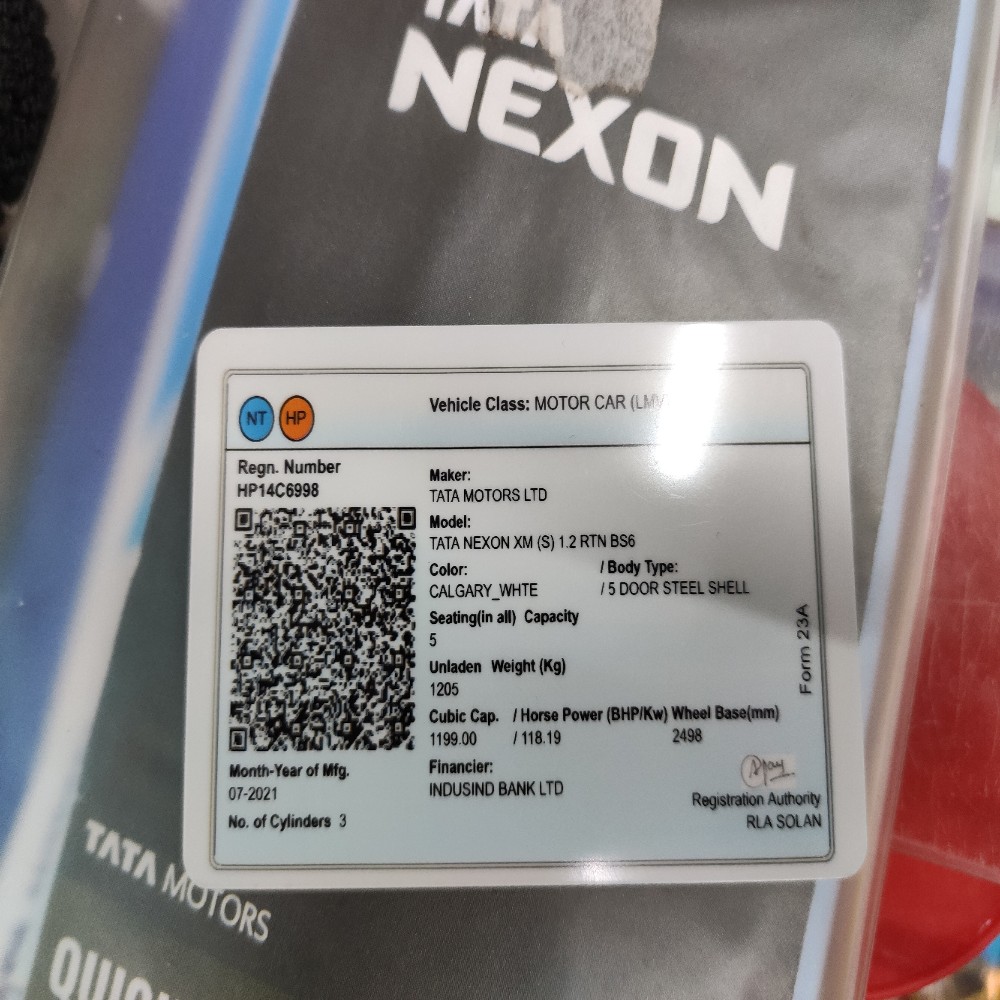 TATA
NEXON
NT HP Vehicle Class: MOTOR CAR (LMV
Regn. Number
HP14C6998
Maker:
TATA MOTORS LTD
Model:
TATA NEXON XM (S) 1.2 RTN BS6
Color: / Body Type:
CALGARY_WHTE / 5 DOOR STEEL SHELL
Seating(in all) Capacity
5
Unladen Weight (Kg)
1205
Cubic Cap. / Horse Power (BHP/Kw) Wheel Base(mm)
1199.00 / 118.19 2498
Financier:
INDUSIND BANK LTD
Month-Year of Mfg.
07-2021
No. of Cylinders 3
Form 23A
Registration Authority
RLA SOLAN
TATA MOTORS